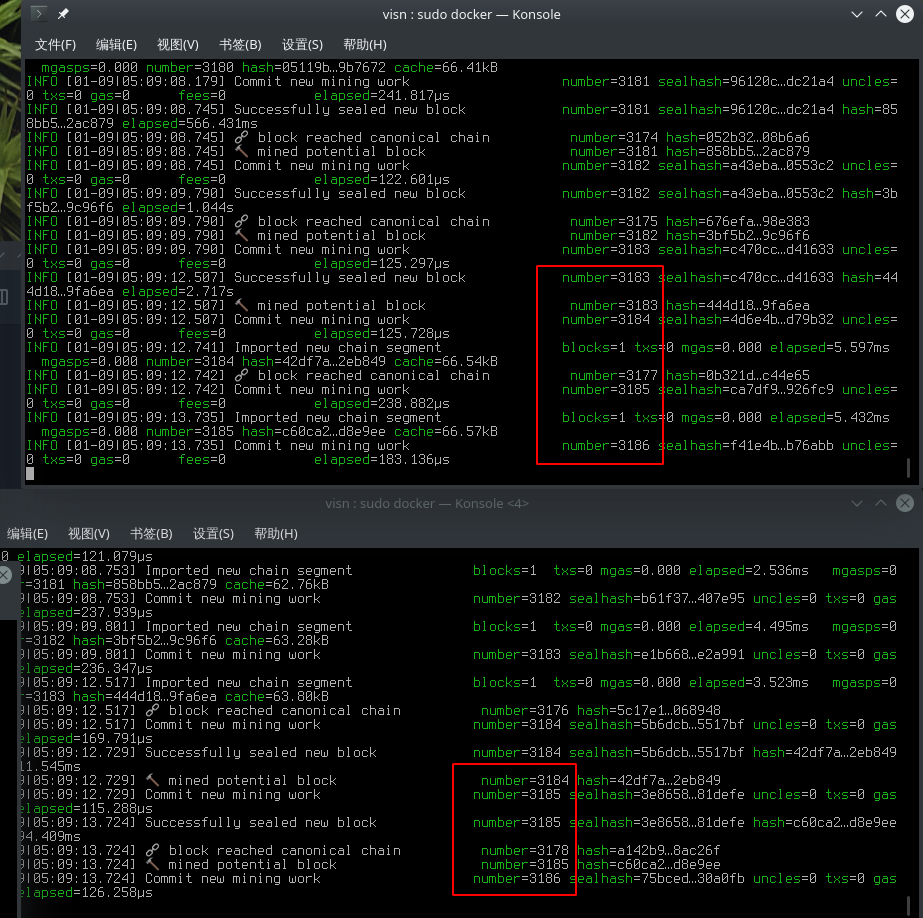 visn : sudo docker — Konsole
文件(F) 编辑(E) 视图(V) 书签(B) 设置(S) 帮助(H)
mgasps=0.000 number=3180 hash=05119b…9b7672 cache=66.41kB
INFO [01-09|05:09:08.179] Commit new mining work number=3181 sealhash=96120c…dc21a4 uncles=
0 txs=0 gas=0 fees=0 elapsed=241.817µs
INFO [01-09|05:09:08.745] Successfully sealed new block number=3181 sealhash=96120c…dc21a4 hash=85
8bb5…2ac879 elapsed=566.431ms
INFO [01-09|05:09:08.745] 🔗 block reached canonical chain number=3174 hash=052b32…08b6a6
INFO [01-09|05:09:08.745] 🔨 mined potential block number=3181 hash=858bb5…2ac879
INFO [01-09|05:09:08.745] Commit new mining work number=3182 sealhash=a43eba…0553c2 uncles=
0 txs=0 gas=0 fees=0 elapsed=122.601µs
INFO [01-09|05:09:09.790] Successfully sealed new block number=3182 sealhash=a43eba…0553c2 hash=3b
f5b2…9c96f6 elapsed=1.044s
INFO [01-09|05:09:09.790] 🔗 block reached canonical chain number=3175 hash=676efa…98e383
INFO [01-09|05:09:09.790] 🔨 mined potential block number=3182 hash=3bf5b2…9c96f6
INFO [01-09|05:09:09.790] Commit new mining work number=3183 sealhash=c470cc…d41633 uncles=
0 txs=0 gas=0 fees=0 elapsed=125.297µs
INFO [01-09|05:09:12.507] Successfully sealed new block number=3183 sealhash=c470cc…d41633 hash=44
4d18…9fa6ea elapsed=2.717s
INFO [01-09|05:09:12.507] 🔨 mined potential block number=3183 hash=444d18…9fa6ea
INFO [01-09|05:09:12.507] Commit new mining work number=3184 sealhash=4d6e4b…d79b32 uncles=
0 txs=0 gas=0 fees=0 elapsed=125.728µs
INFO [01-09|05:09:12.741] Imported new chain segment blocks=1 txs=0 mgas=0.000 elapsed=5.597ms
mgasps=0.000 number=3184 hash=42df7a…2eb849 cache=66.54kB
INFO [01-09|05:09:12.742] 🔗 block reached canonical chain number=3177 hash=0b321d…c44e65
INFO [01-09|05:09:12.742] Commit new mining work number=3185 sealhash=ca7df9…926fc9 uncles=
0 txs=0 gas=0 fees=0 elapsed=238.882µs
INFO [01-09|05:09:13.735] Imported new chain segment blocks=1 txs=0 mgas=0.000 elapsed=5.432ms
mgasps=0.000 number=3185 hash=c60ca2…d8e9ee cache=66.57kB
INFO [01-09|05:09:13.735] Commit new mining work number=3186 sealhash=f41e4b…b76abb uncles=
0 txs=0 gas=0 fees=0 elapsed=183.136µs
visn : sudo docker — Konsole <4>
编辑(E) 视图(V) 书签(B) 设置(S) 帮助(H)
0 elapsed=121.079µs
9|05:09:08.753] Imported new chain segment blocks=1 txs=0 mgas=0.000 elapsed=2.536ms mgasps=0
r=3181 hash=858bb5…2ac879 cache=62.76kB
9|05:09:08.753] Commit new mining work number=3182 sealhash=b61f37…407e95 uncles=0 txs=0 gas
elapsed=237.939µs
9|05:09:09.801] Imported new chain segment blocks=1 txs=0 mgas=0.000 elapsed=4.495ms mgasps=0
r=3182 hash=3bf5b2…9c96f6 cache=63.28kB
9|05:09:09.801] Commit new mining work number=3183 sealhash=e1b668…e2a991 uncles=0 txs=0 gas
elapsed=236.347µs
9|05:09:12.517] Imported new chain segment blocks=1 txs=0 mgas=0.000 elapsed=3.523ms mgasps=0
r=3183 hash=444d18…9fa6ea cache=63.80kB
9|05:09:12.517] 🔗 block reached canonical chain number=3176 hash=5c17e1…068948
9|05:09:12.517] Commit new mining work number=3184 sealhash=5b6dcb…5517bf uncles=0 txs=0 gas
elapsed=169.791µs
9|05:09:12.729] Successfully sealed new block number=3184 sealhash=5b6dcb…5517bf hash=42df7a…2eb849
11.545ms
9|05:09:12.729] 🔨 mined potential block number=3184 hash=42df7a…2eb849
9|05:09:12.729] Commit new mining work number=3185 sealhash=3e8658…81defe uncles=0 txs=0 gas
elapsed=115.288µs
9|05:09:13.724] Successfully sealed new block number=3185 sealhash=3e8658…81defe hash=c60ca2…d8e9ee
94.409ms
9|05:09:13.724] 🔗 block reached canonical chain number=3178 hash=a142b9…8ac26f
9|05:09:13.724] 🔨 mined potential block number=3185 hash=c60ca2…d8e9ee
9|05:09:13.724] Commit new mining work number=3186 sealhash=75bced…30a0fb uncles=0 txs=0 gas
elapsed=126.258µs